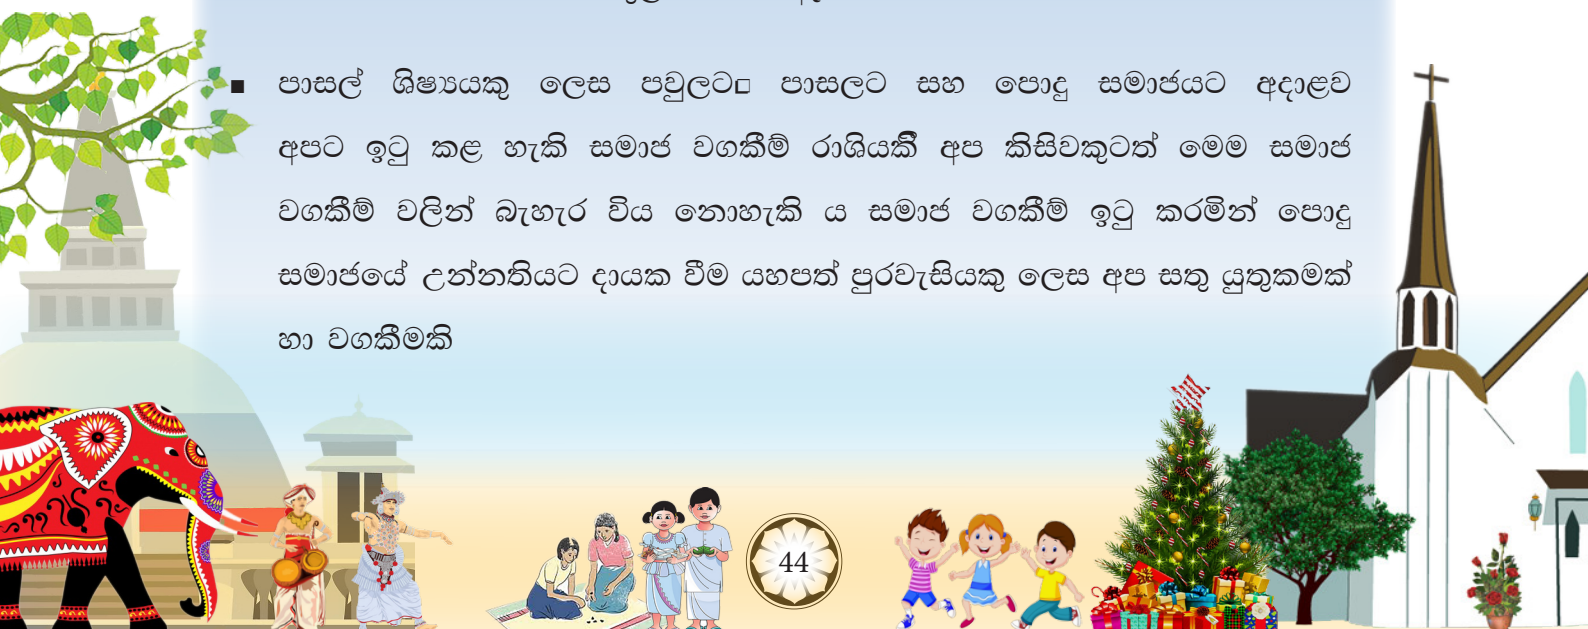 ■ පාසල් ශිෂ්‍යයකු ලෙස පවුලට□ පාසලට සහ පොදු සමාජයට අදාළව
අපට ඉටු කළ හැකි සමාජ වගකීම් රාශියකී අප කිසිවකුටත් මෙම සමාජ
වගකීම් වලින් බැහැර විය නොහැකි ය සමාජ වගකීම් ඉටු කරමින් පොදු
සමාජයේ උන්නතියට දායක වීම යහපත් පුරවැසියකු ලෙස අප සතු යුතුකමක්
හා වගකීමකි
44